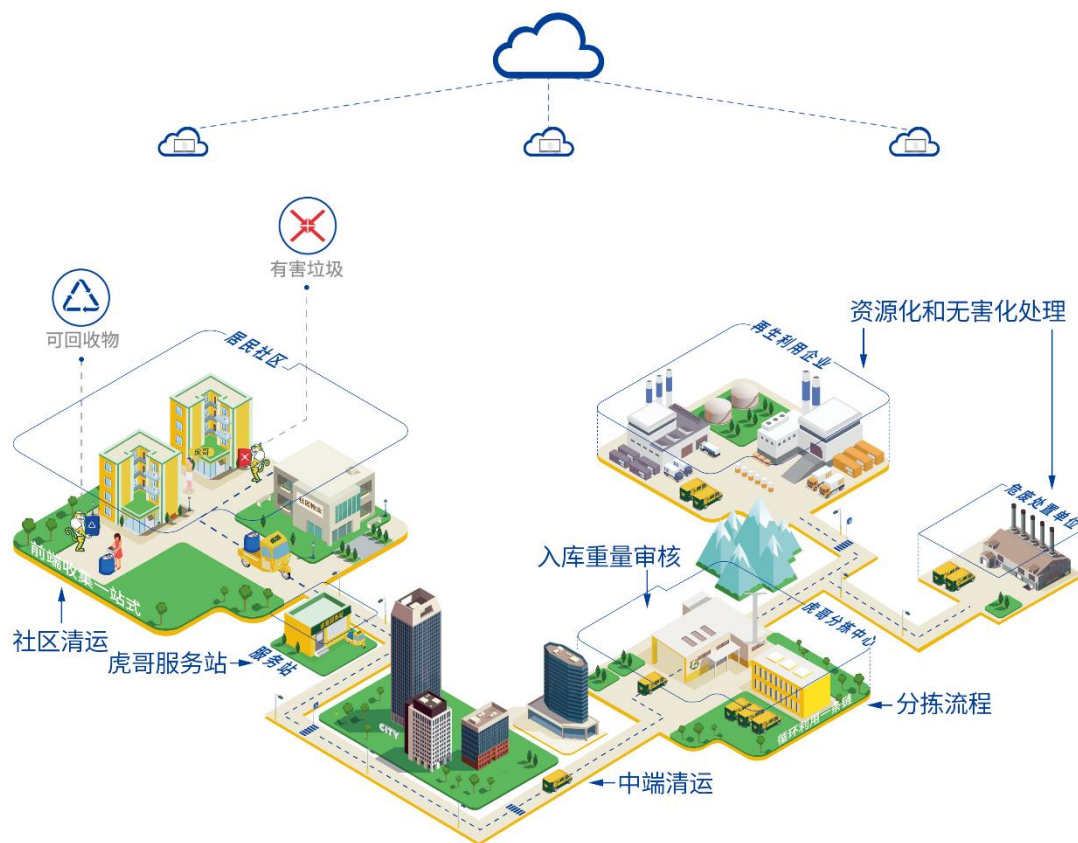 有害垃圾
可回收物
居民社区
再生利用企业
资源化和无害化处理
虎哥
危废处置单位
入库重量审核
前端收集一站式
社区清运
虎哥服务站
服务站
虎哥分拣中心
CITY
循环利用一条链
分拣流程
中端清运